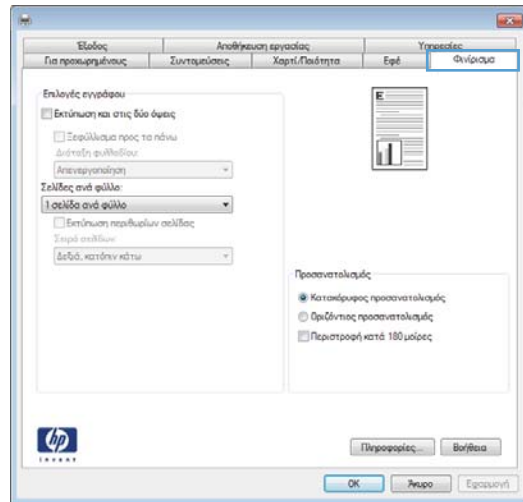 Έξοδος Αποθήκευση εργασίας Υπηρεσίες
Για προχωρημένους Συντομεύσεις Χαρτί/Ποιότητα Εφέ Φινίρισμα
Επιλογές εγγράφου
Εκτύπωση και στις δύο όψεις
Ξεφύλλισμα προς τα πάνω
Διάταξη φυλλαδίου:
Απενεργοποίηση
Σελίδες ανά φύλλο:
1 σελίδα ανά φύλλο
Εκτύπωση περιθωρίων σελίδας
Σειρά σελίδων:
Δεξιά, κατόπιν κάτω
E
Προσανατολισμός
Κατακόρυφος προσανατολισμός
Οριζόντιος προσανατολισμός
Περιστροφή κατά 180 μοίρες
hp
invent
Πληροφορίες... Βοήθεια
OK Άκυρο Εφαρμογή